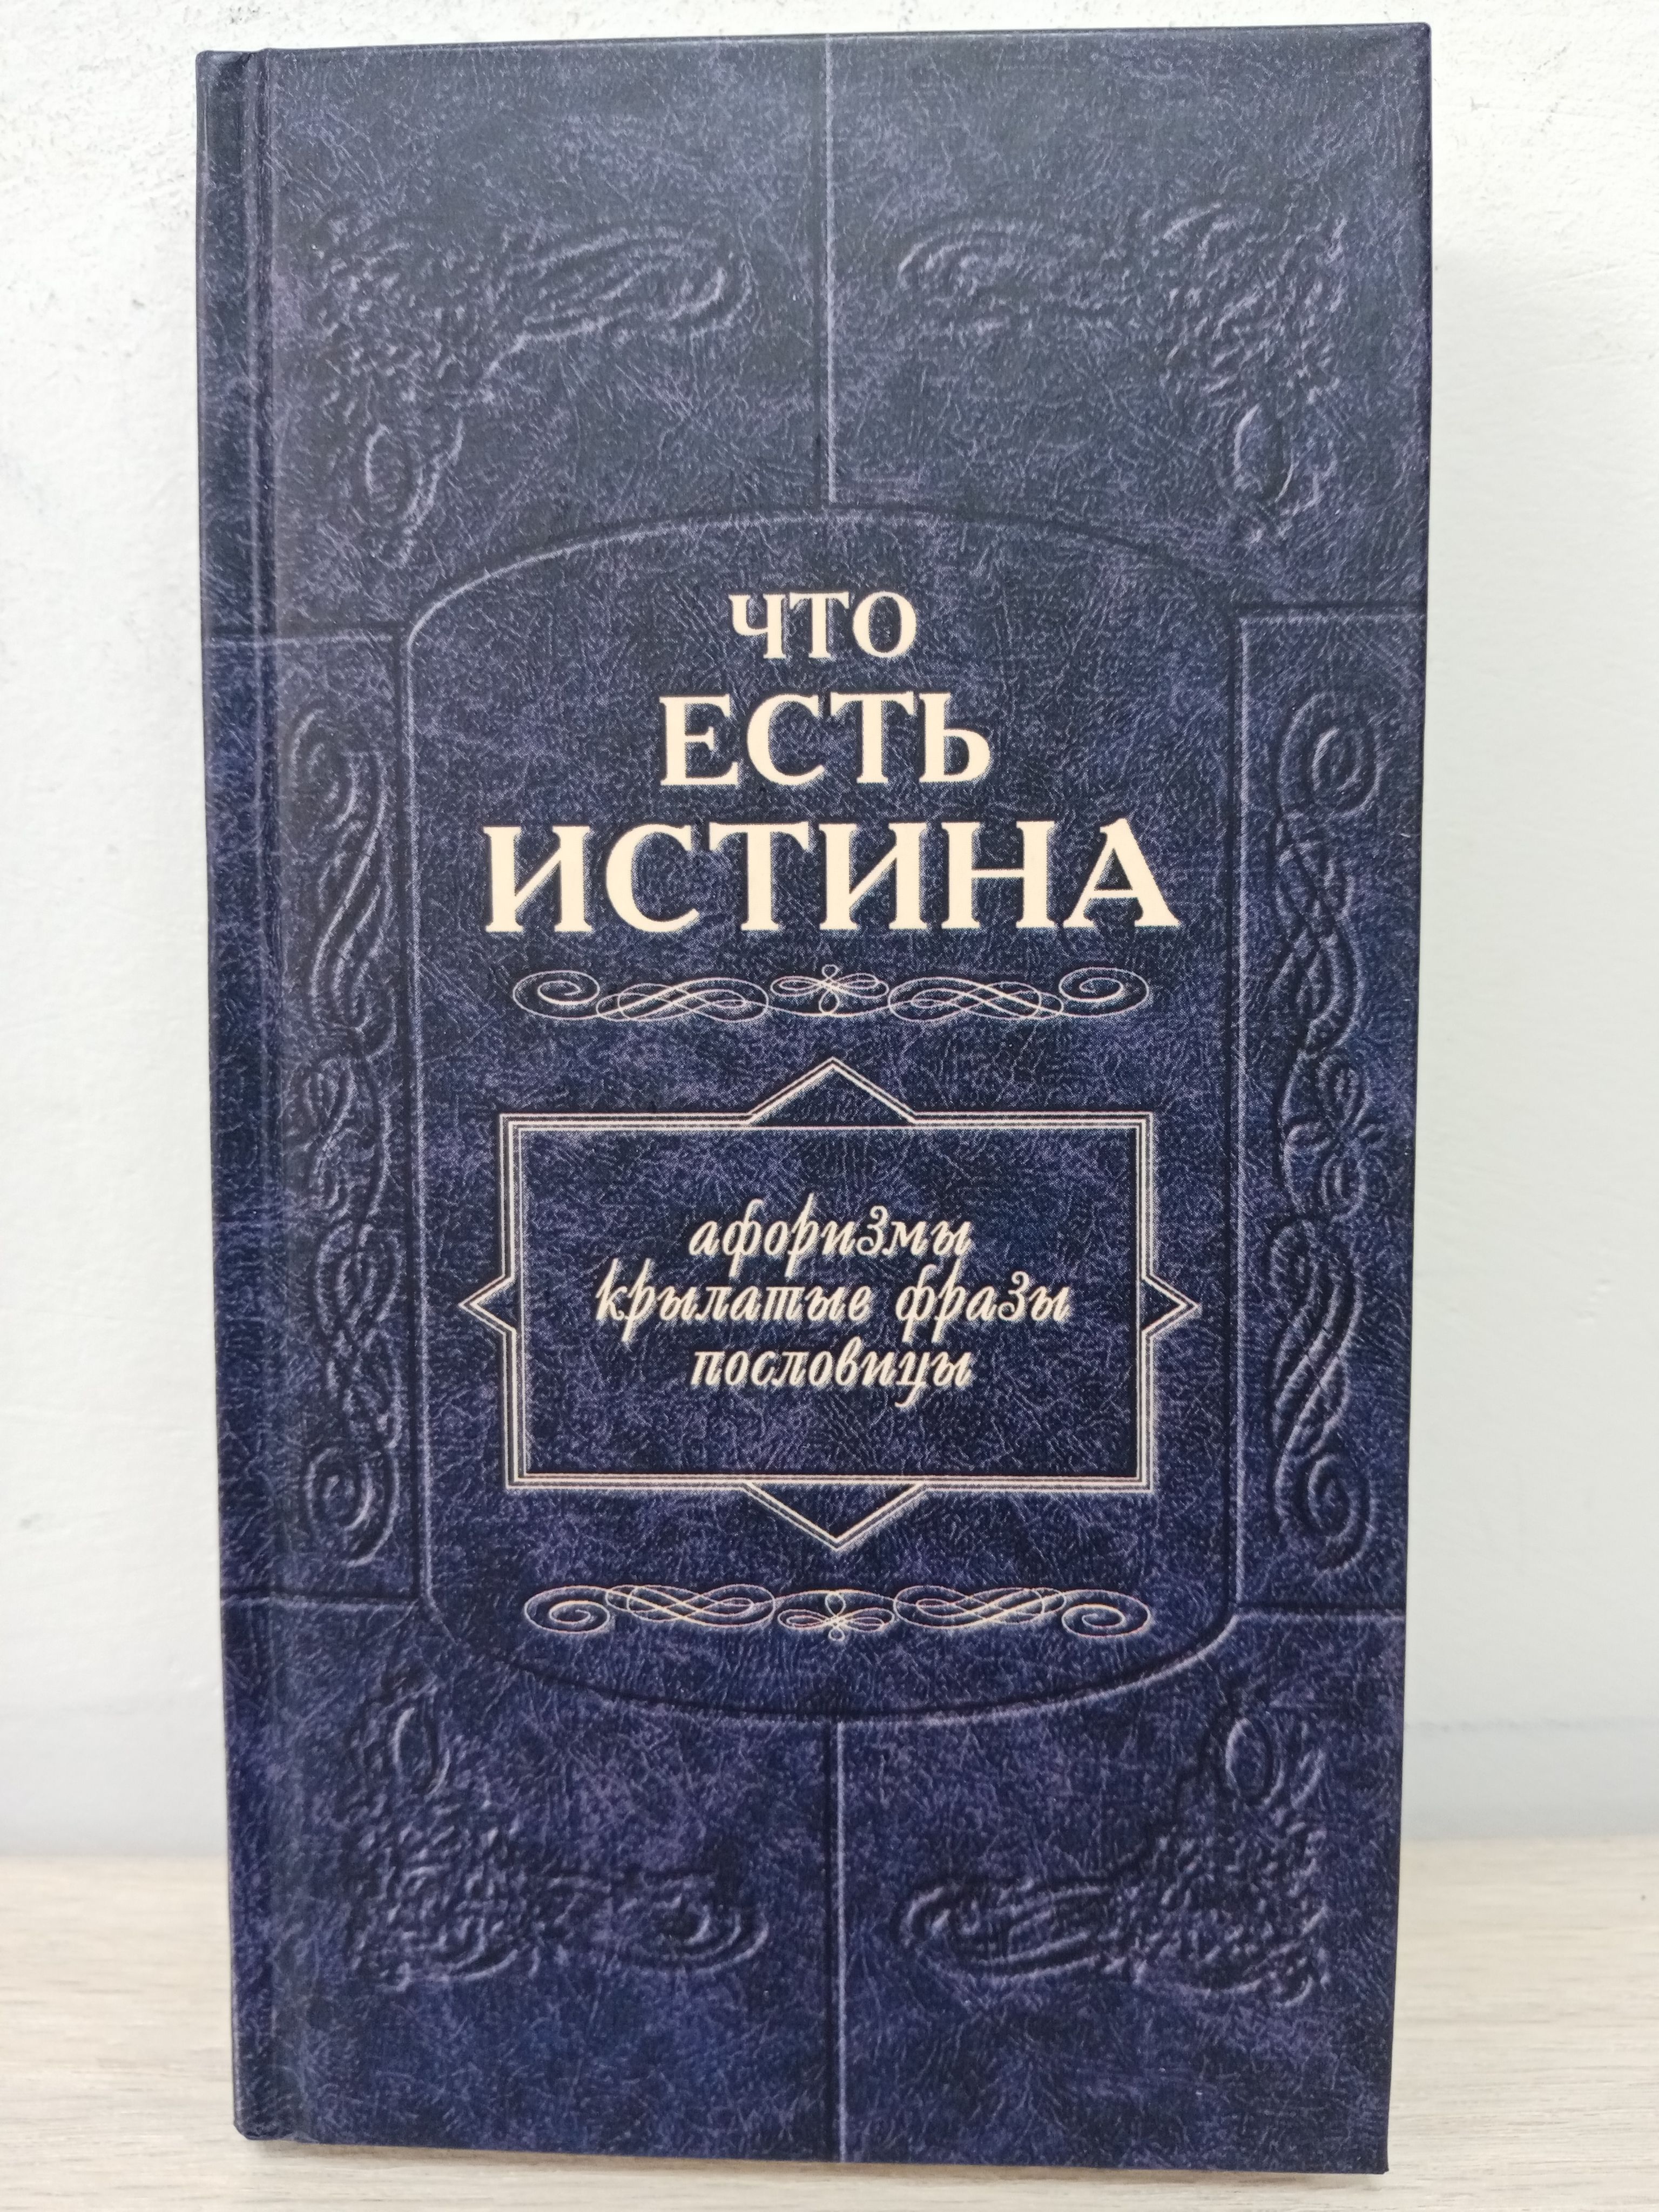 ЧТО
ЕСТЬ
ИСТИНА
афоризмы
крылатые фразы
пословицы